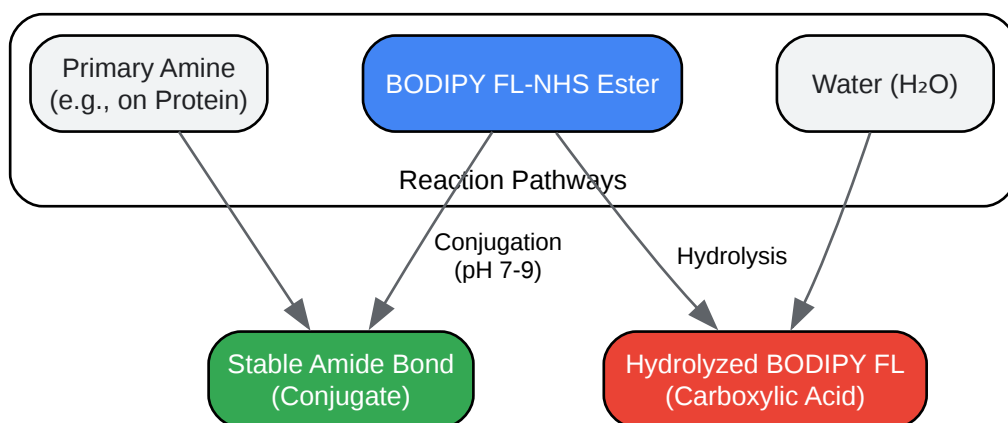 Primary Amine
(e.g., on Protein)
BODIPY FL-NHS Ester
Water (H₂O)
Reaction Pathways
Conjugation
(pH 7-9)
Hydrolysis
Stable Amide Bond
(Conjugate)
Hydrolyzed BODIPY FL
(Carboxylic Acid)